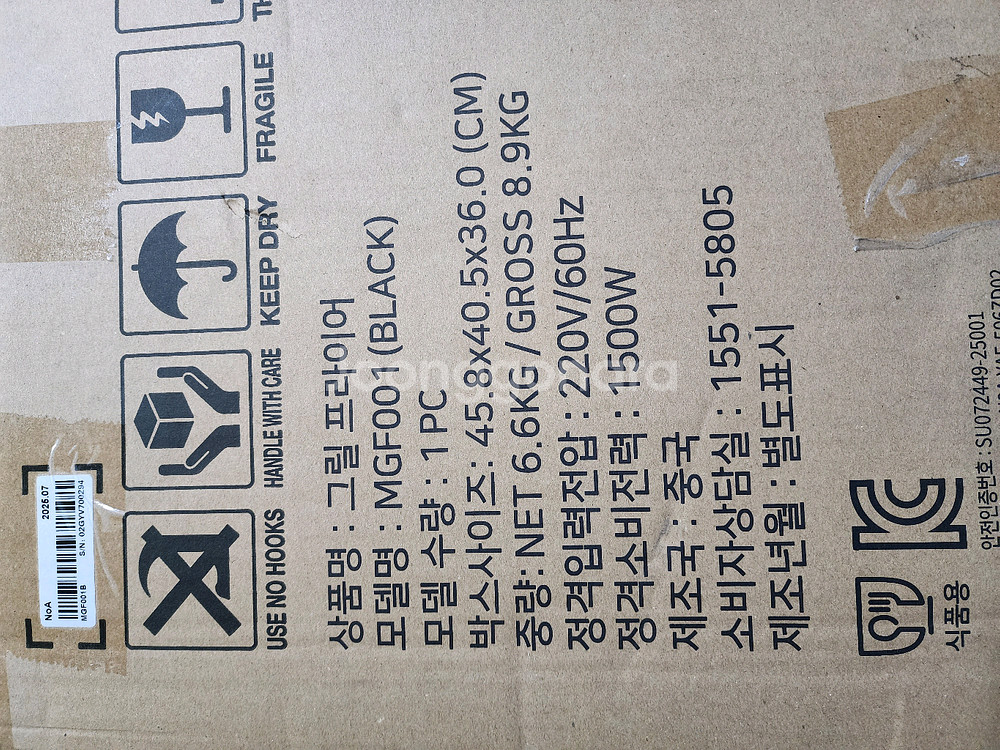 NoA
2025.07
MGF001B
S/N: 02GYV700294
USE NO HOOKS
HANDLE WITH CARE
KEEP DRY
FRAGILE
상품명 : 그릴 프라이어
모델명 : MGF001 (BLACK)
모델 수량 : 1PC
박스사이즈 : 45.8x40.5x36.0 (CM)
중량 : NET 6.6KG / GROSS 8.9KG
정격입력전압 : 220V/60Hz
정격소비전력 : 1500W
제조국 : 중국
소비자상담실 : 1551-5805
제조년월 : 별도표시
식품용
안전인증번호 : SU072449-25001
joonggonara